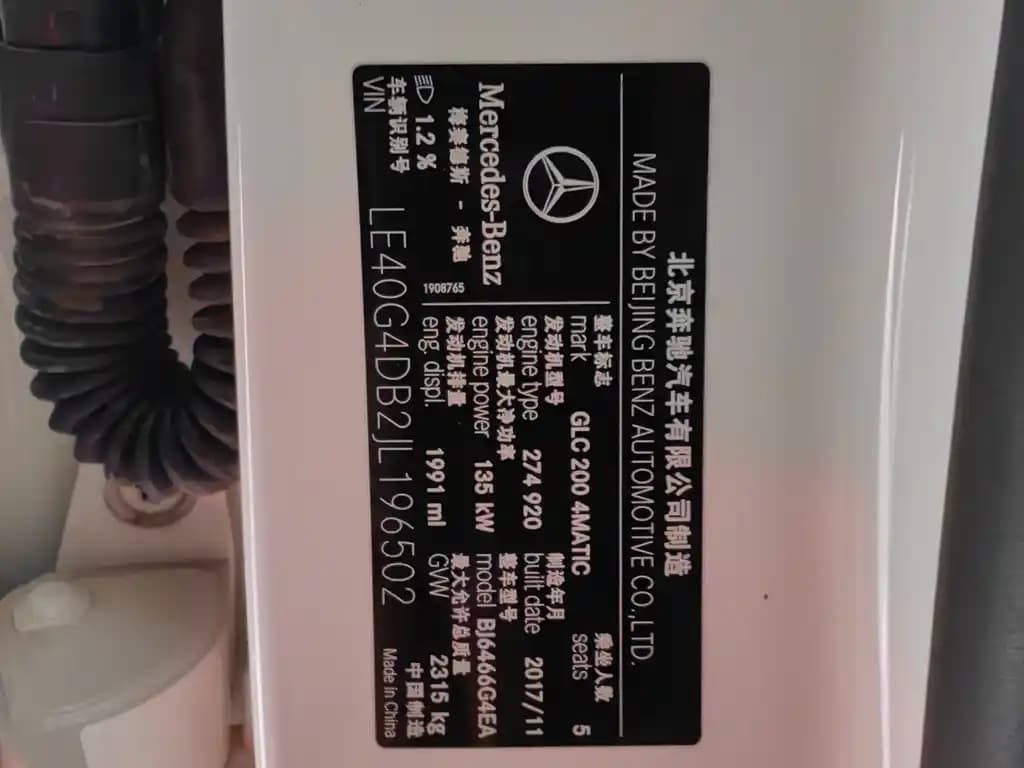 北京奔驰汽车有限公司制造
MADE BY BEIJING BENZ AUTOMOTIVE CO.,LTD.
Mercedes-Benz
梅赛德斯 - 奔驰
1.2 %
1908765
整车标志 乘坐人数
mark GLC 200 4MATIC seats 5
发动机型号 制造年月
engine type 274 920 built date 2017/11
发动机最大净功率 整车型号
engine power 135 kW model BJ6466G4EA
发动机排量 最大允许总质量
eng. displ. 1991 ml GVW 2315 kg
车辆识别号 中国制造
VIN LE40G4DB2JL196502 Made in China